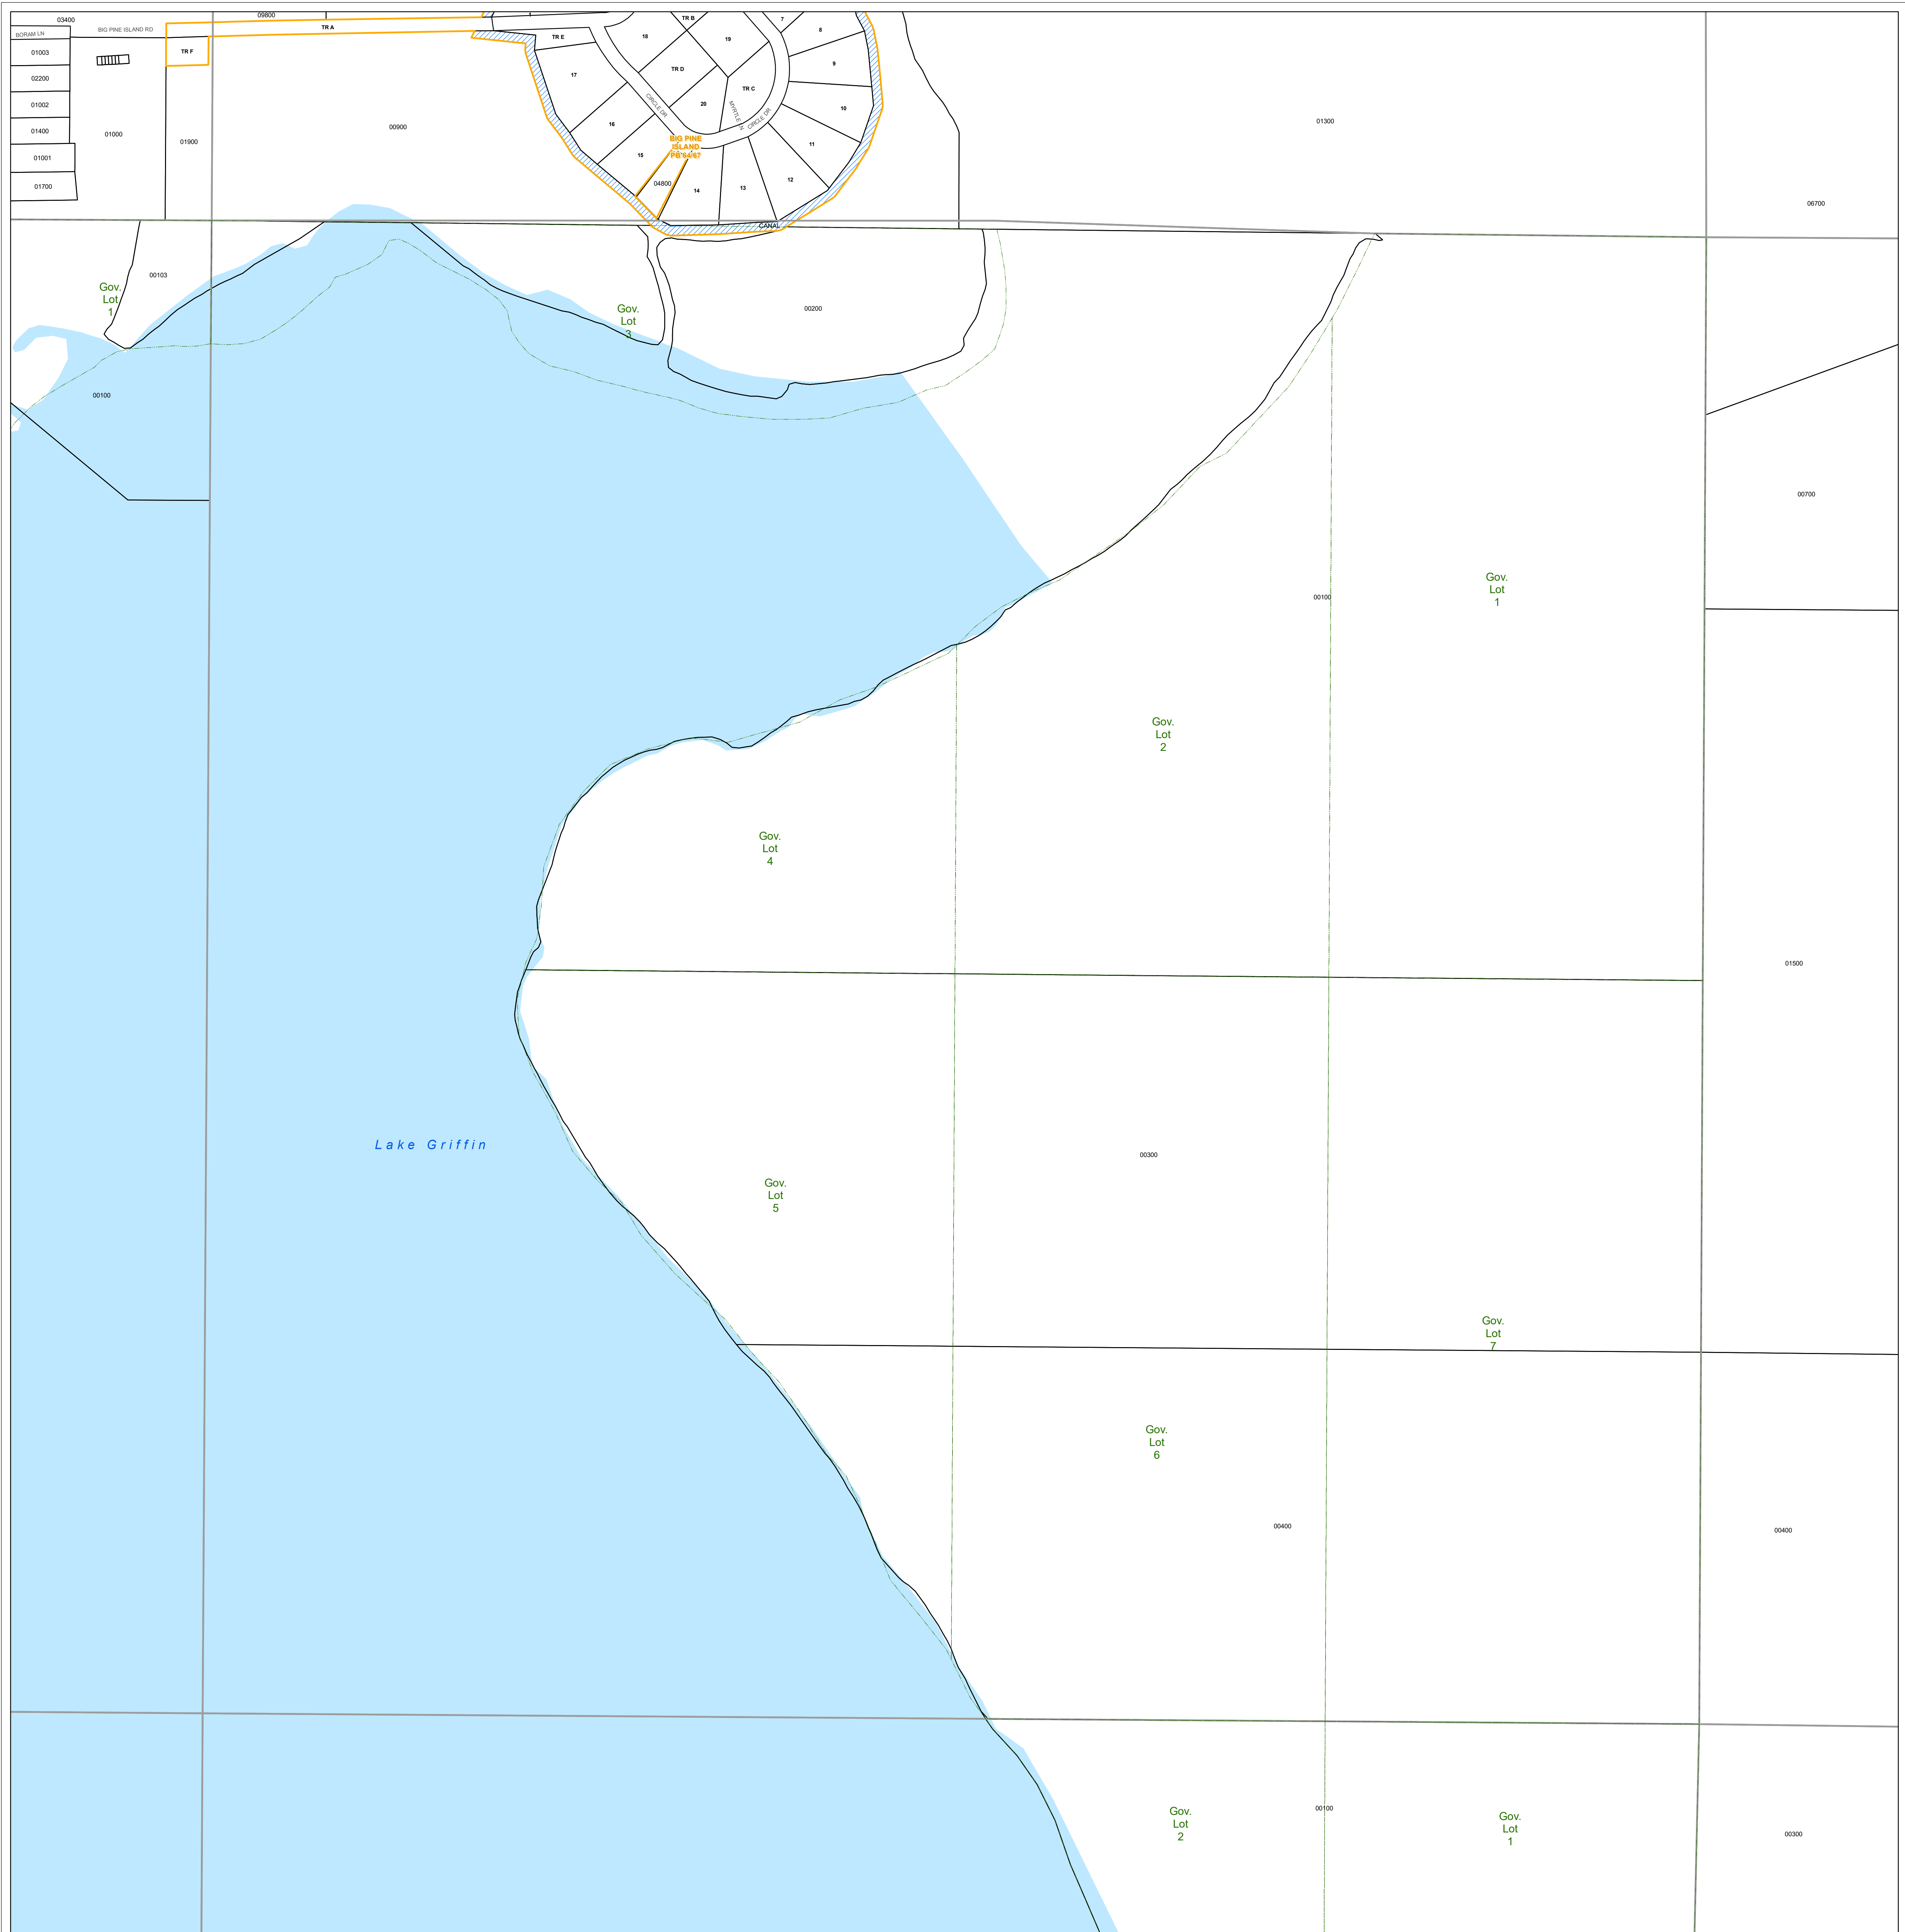 03400
09800
1
TR B
7
BORAM LN
BIG PINE ISLAND RD
TR A
8
01003
TR F
TR E
18
19
9
02200
17
TR D
TR C
01002
CIRCLE DR
20
MYRTLE LN
CIRCLE DR
10
01400
01000
01900
00900
16
01300
BIG PINE
ISLAND
PB 64/67
11
01001
15
01700
04800
14
13
12
06700
CANAL
00103
Gov.
Lot
1
Gov.
Lot
3
00200
00100
00700
Gov.
Lot
1
00100
Gov.
Lot
2
Gov.
Lot
4
01500
Lake Griffin
00300
Gov.
Lot
5
Gov.
Lot
7
Gov.
Lot
6
00400
00400
Gov.
Lot
2
00100
Gov.
Lot
1
00300